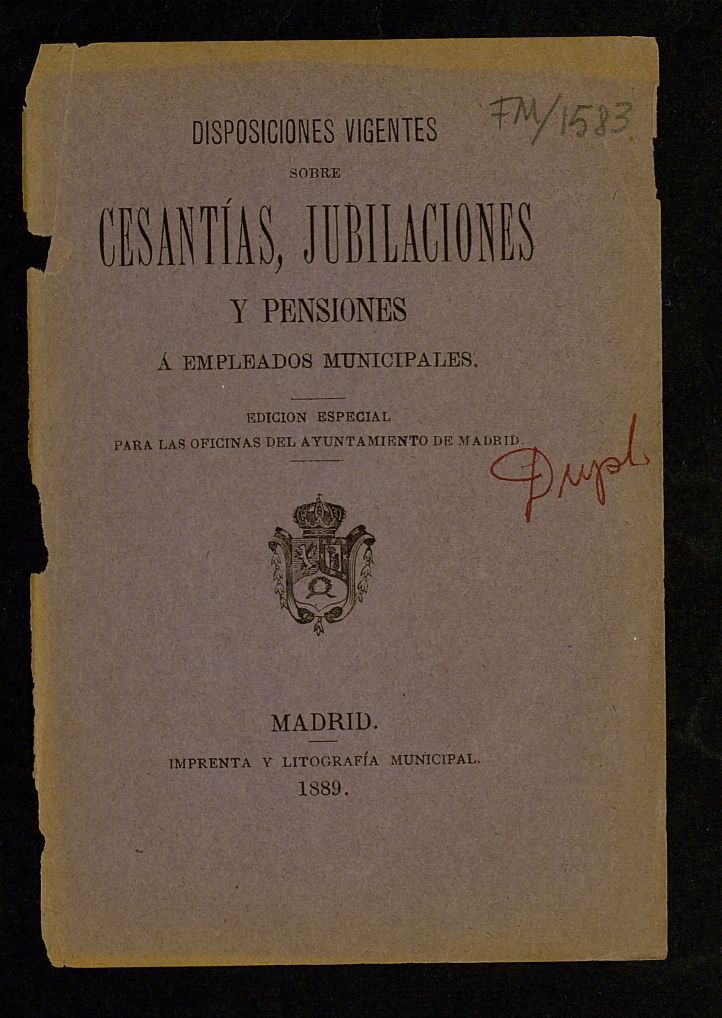 FM/1583
DISPOSICIONES VIGENTES
SOBRE
CESANTÍAS, JUBILACIONES
Y PENSIONES
Á EMPLEADOS MUNICIPALES.
EDICION ESPECIAL
PARA LAS OFICINAS DEL AYUNTAMIENTO DE MADRID.
Dupl.
MADRID.
IMPRENTA Y LITOGRAFÍA MUNICIPAL.
1889.